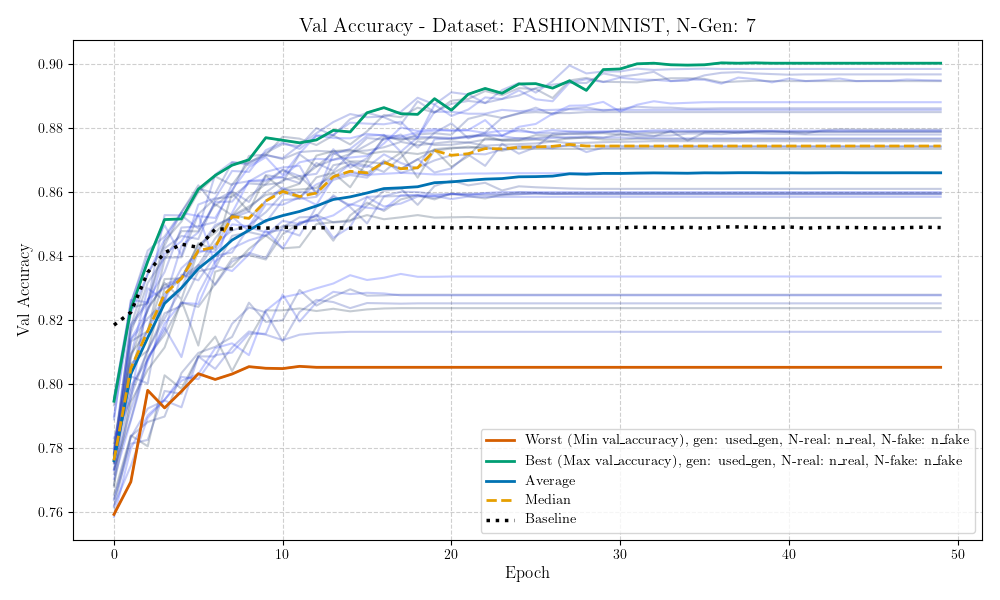 Val Accuracy - Dataset: FASHIONMNIST, N-Gen: 7
Val Accuracy
0.90
0.88
0.86
0.84
0.82
0.80
0.78
0.76
Worst (Min val_accuracy), gen: used_gen, N-real: n_real, N-fake: n_fake
Best (Max val_accuracy), gen: used_gen, N-real: n_real, N-fake: n_fake
Average
Median
Baseline
0 10 20 30 40 50
Epoch